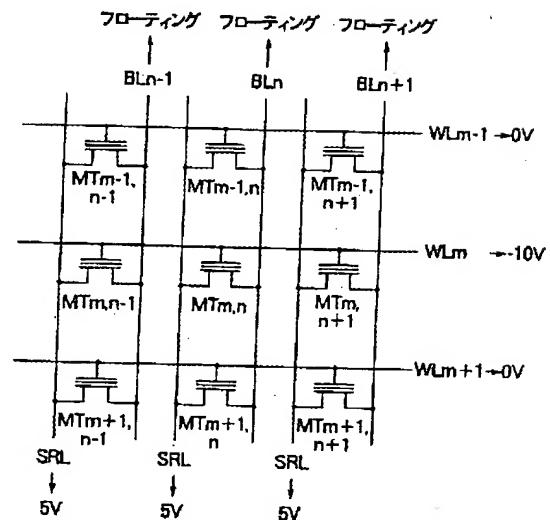 フローティング フローティング フローティング
BLn-1 BLn BLn+1
WLm-1→0V
MTm-1, n-1
MTm-1,n
MTm-1, n+1
WLm →-10V
MTm,n-1
MTm,n
MTm, n+1
WLm+1→0V
MTm+1, n-1
MTm+1, n
MTm+1, n+1
SRL SRL SRL
5V 5V 5V